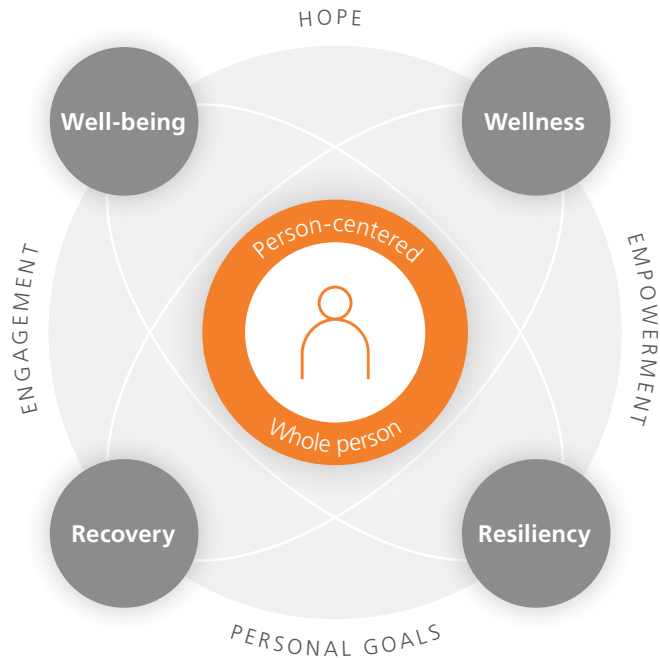 HOPE
Well-being
Wellness
Person-centered
ENGAGEMENT
EMPOWERMENT
Whole person
Recovery
Resiliency
PERSONAL GOALS